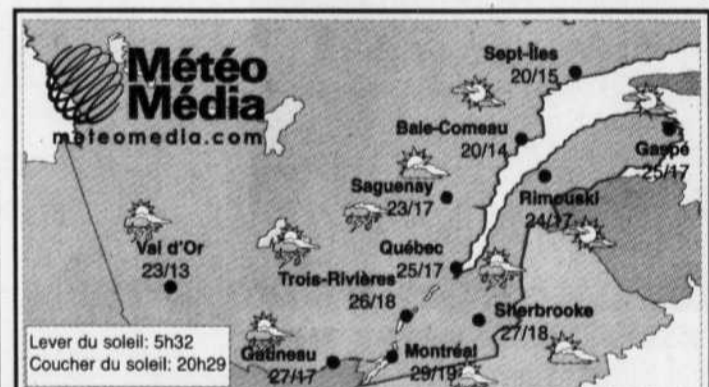 Météo
Média
meteomedia.com
Sept-Îles
20/15
Baie-Comeau
20/14
Gaspé
25/17
Saguenay
23/17
Rimouski
24/17
Val d'Or
23/13
Québec
25/17
Trois-Rivières
26/18
Sherbrooke
27/18
Lever du soleil: 5h32
Coucher du soleil: 20h29
Gatineau
27/17
Montréal
29/19